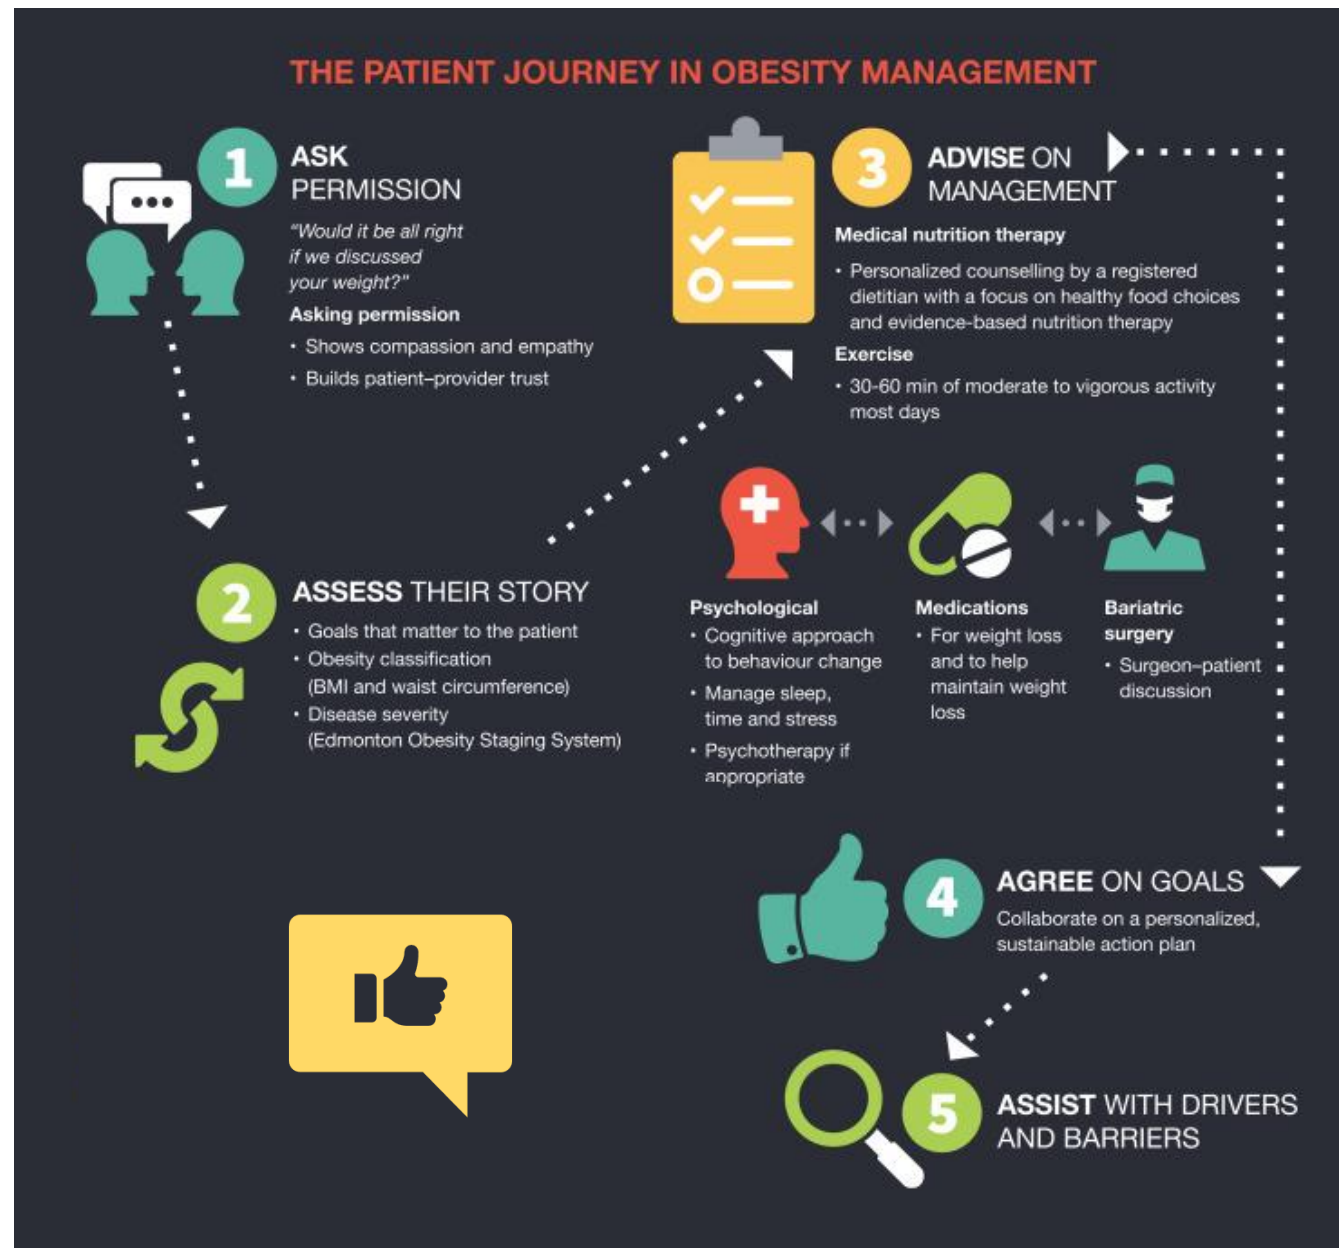 THE PATIENT JOURNEY IN OBESITY MANAGEMENT
1
ASK
PERMISSION
"Would it be all right
if we discussed
your weight?"
Asking permission
• Shows compassion and empathy
• Builds patient–provider trust
2
ASSESS THEIR STORY
• Goals that matter to the patient
• Obesity classification
(BMI and waist circumference)
• Disease severity
(Edmonton Obesity Staging System)
3
ADVISE ON
MANAGEMENT
Medical nutrition therapy
• Personalized counselling by a registered
dietitian with a focus on healthy food choices
and evidence-based nutrition therapy
Exercise
• 30-60 min of moderate to vigorous activity
most days
Psychological
• Cognitive approach
to behaviour change
• Manage sleep,
time and stress
• Psychotherapy if
appropriate
Medications
• For weight loss
and to help
maintain weight
loss
Bariatric
surgery
• Surgeon–patient
discussion
4
AGREE ON GOALS
Collaborate on a personalized,
sustainable action plan
5
ASSIST WITH DRIVERS
AND BARRIERS